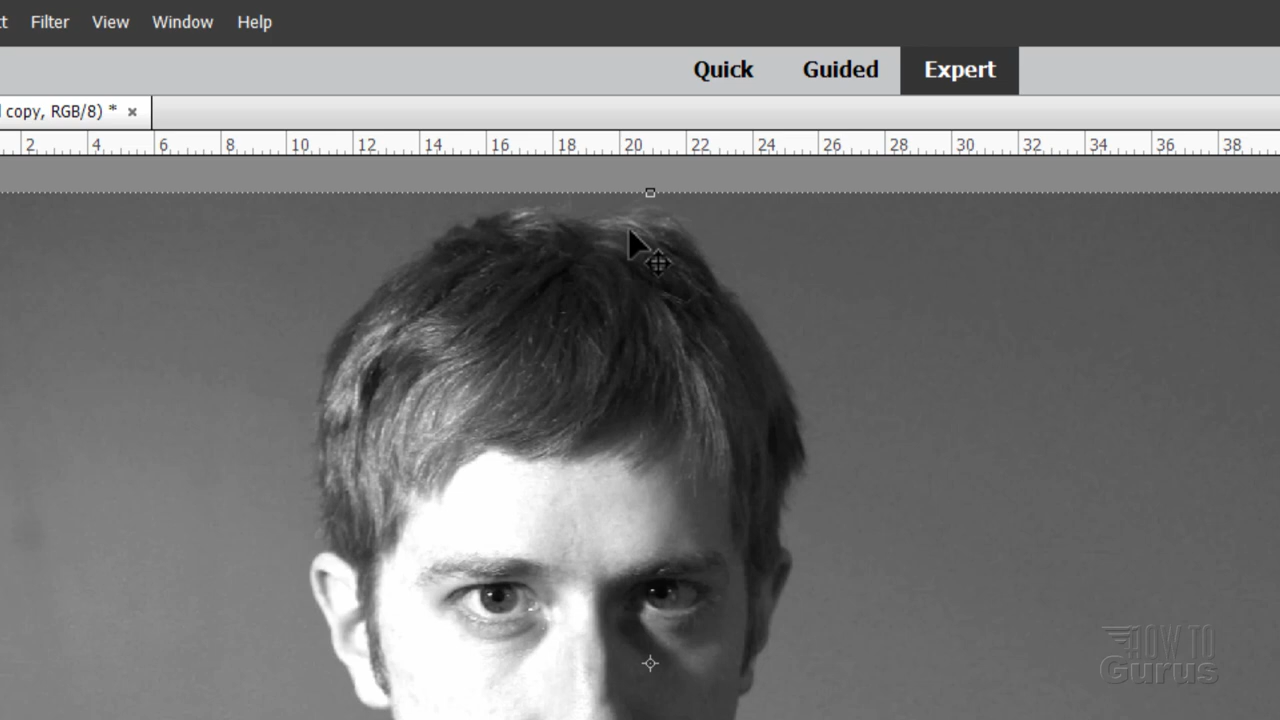 Filter View Window Help
Quick Guided Expert
copy, RGB/8) * ×
2 4 6 8 10 12 14 16 18 20 22 24 26 28 30 32 34 36 38
HOW TO
Gurus